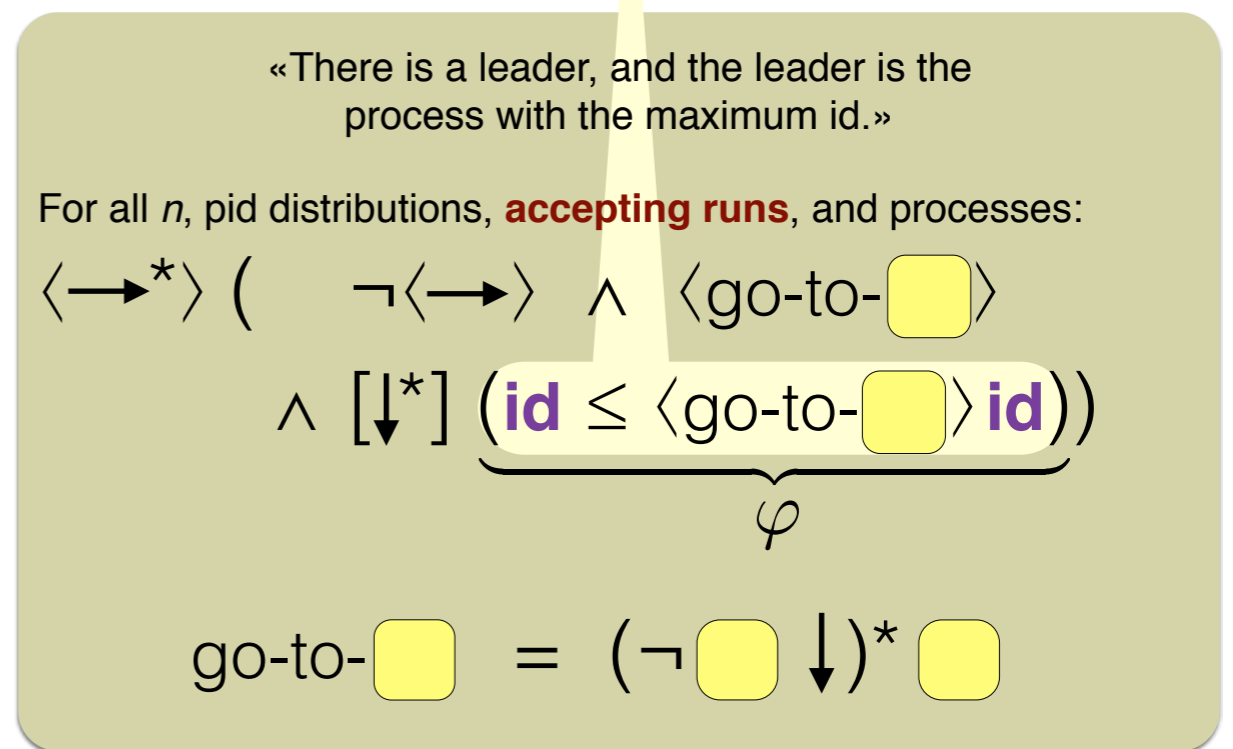 «There is a leader, and the leader is the
process with the maximum id.»
For all n, pid distributions, accepting runs, and processes:
⟨→*⟩ ( ¬⟨→⟩ ∧ ⟨go-to-🟨⟩
∧ [↓*] (id ≤ ⟨go-to-🟨⟩id))
φ
go-to-🟨 = (¬🟨↓)* 🟨